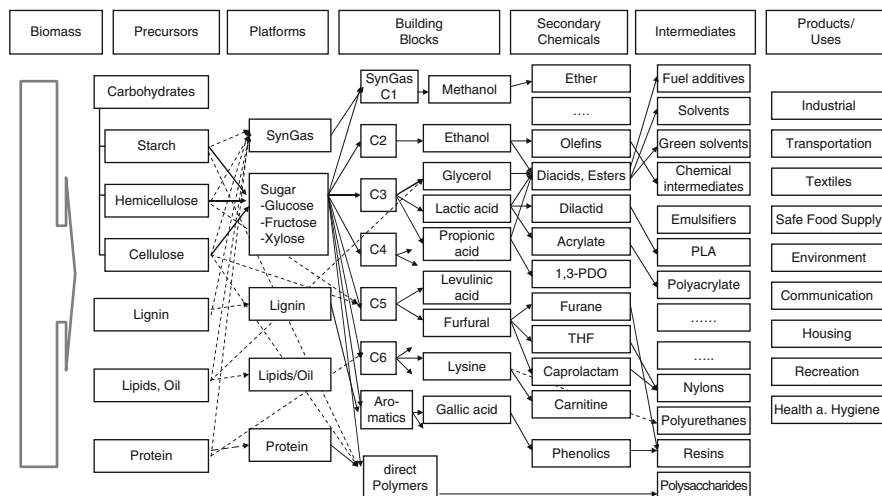 Biomass
Precursors
Platforms
Building
Blocks
Secondary
Chemicals
Intermediates
Products/
Uses
Carbohydrates
Starch
Hemicellulose
Cellulose
Lignin
Lipids, Oil
Protein
SynGas
Sugar
-Glucose
-Fructose
-Xylose
Lignin
Lipids/Oil
Protein
SynGas
C1
C2
C3
C4
C5
C6
Aro-
matics
direct
Polymers
Methanol
Ethanol
Glycerol
Lactic acid
Propionic
acid
Levulinic
acid
Furfural
Lysine
Gallic acid
Ether
....
Olefins
Diacids, Esters
Dilactid
Acrylate
1,3-PDO
Furane
THF
Caprolactam
Carnitine
Phenolics
Fuel additives
Solvents
Green solvents
Chemical
intermediates
Emulsifiers
PLA
Polyacrylate
......
.....
Nylons
Polyurethanes
Resins
Polysaccharides
Industrial
Transportation
Textiles
Safe Food Supply
Environment
Communication
Housing
Recreation
Health a. Hygiene